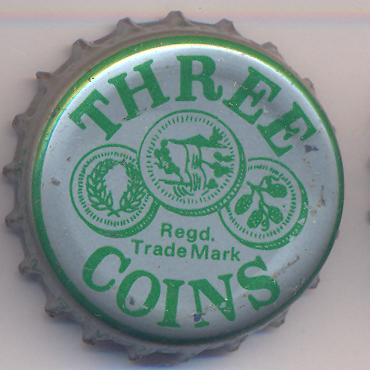 THREE
Regd.
Trade Mark
COINS